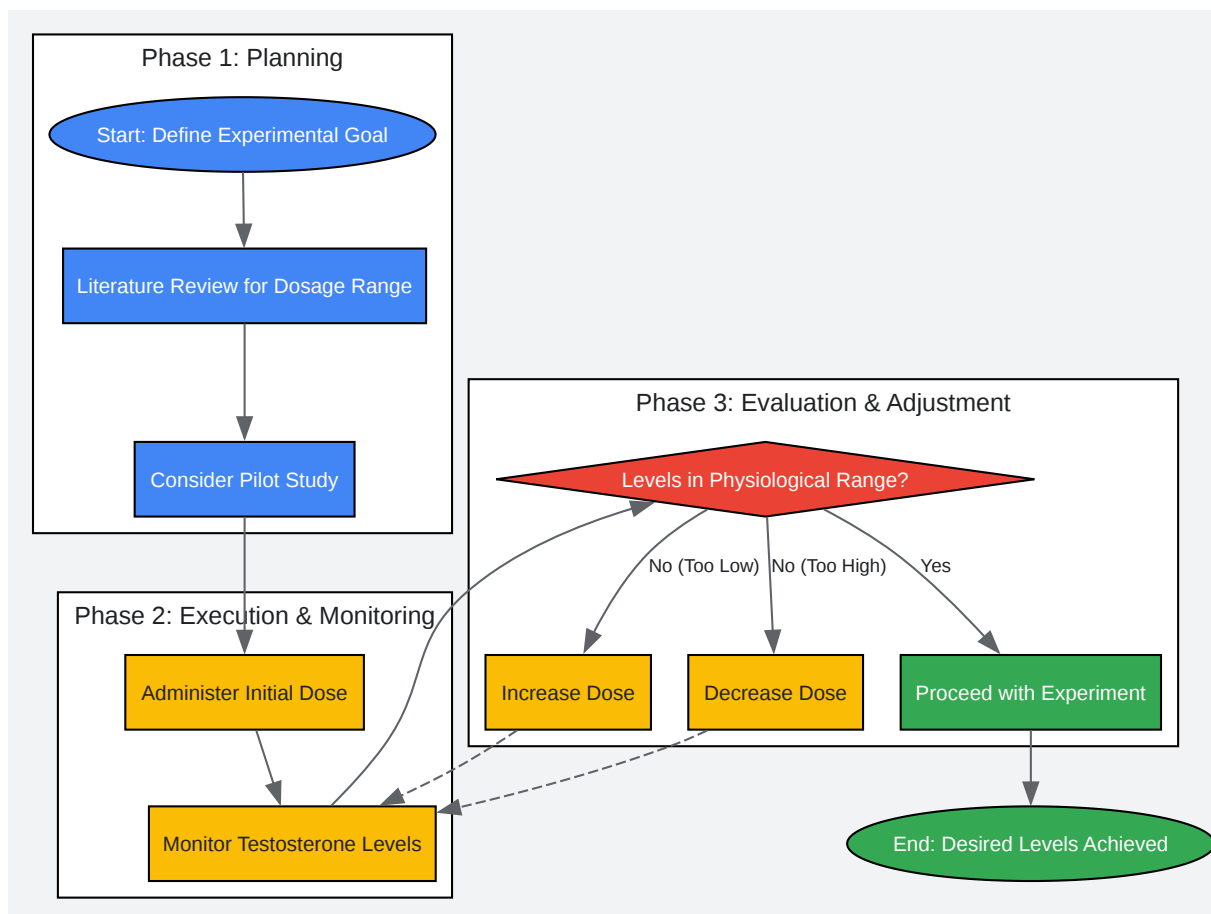 Phase 1: Planning
Start: Define Experimental Goal
Literature Review for Dosage Range
Consider Pilot Study
Phase 2: Execution & Monitoring
Administer Initial Dose
Monitor Testosterone Levels
Phase 3: Evaluation & Adjustment
Levels in Physiological Range?
No (Too Low)
No (Too High)
Yes
Increase Dose
Decrease Dose
Proceed with Experiment
End: Desired Levels Achieved